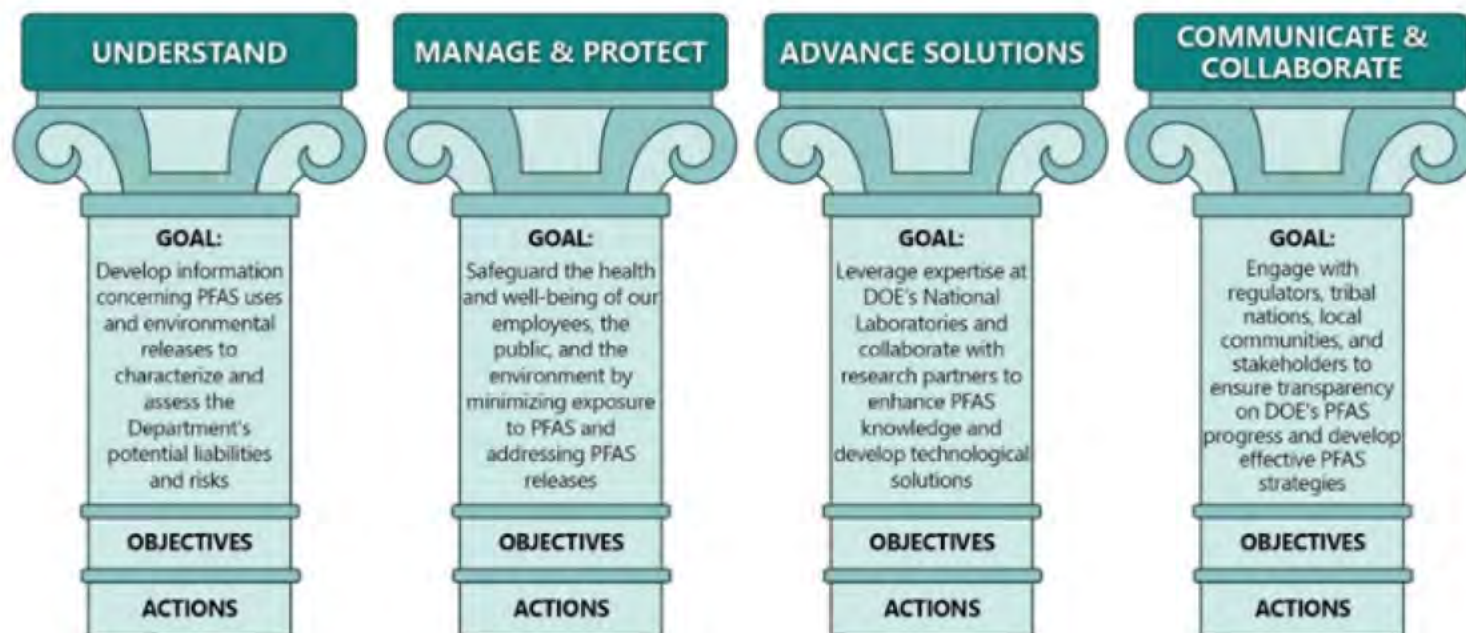 UNDERSTAND
GOAL:
Develop information
concerning PFAS uses
and environmental
releases to
characterize and
assess the
Department's
potential liabilities
and risks
OBJECTIVES
ACTIONS
MANAGE & PROTECT
GOAL:
Safeguard the health
and well-being of our
employees, the
public, and the
environment by
minimizing exposure
to PFAS and
addressing PFAS
releases
OBJECTIVES
ACTIONS
ADVANCE SOLUTIONS
GOAL:
Leverage expertise at
DOE's National
Laboratories and
collaborate with
research partners to
enhance PFAS
knowledge and
develop technological
solutions
OBJECTIVES
ACTIONS
COMMUNICATE &
COLLABORATE
GOAL:
Engage with
regulators, tribal
nations, local
communities, and
stakeholders to
ensure transparency
on DOE's PFAS
progress and develop
effective PFAS
strategies
OBJECTIVES
ACTIONS